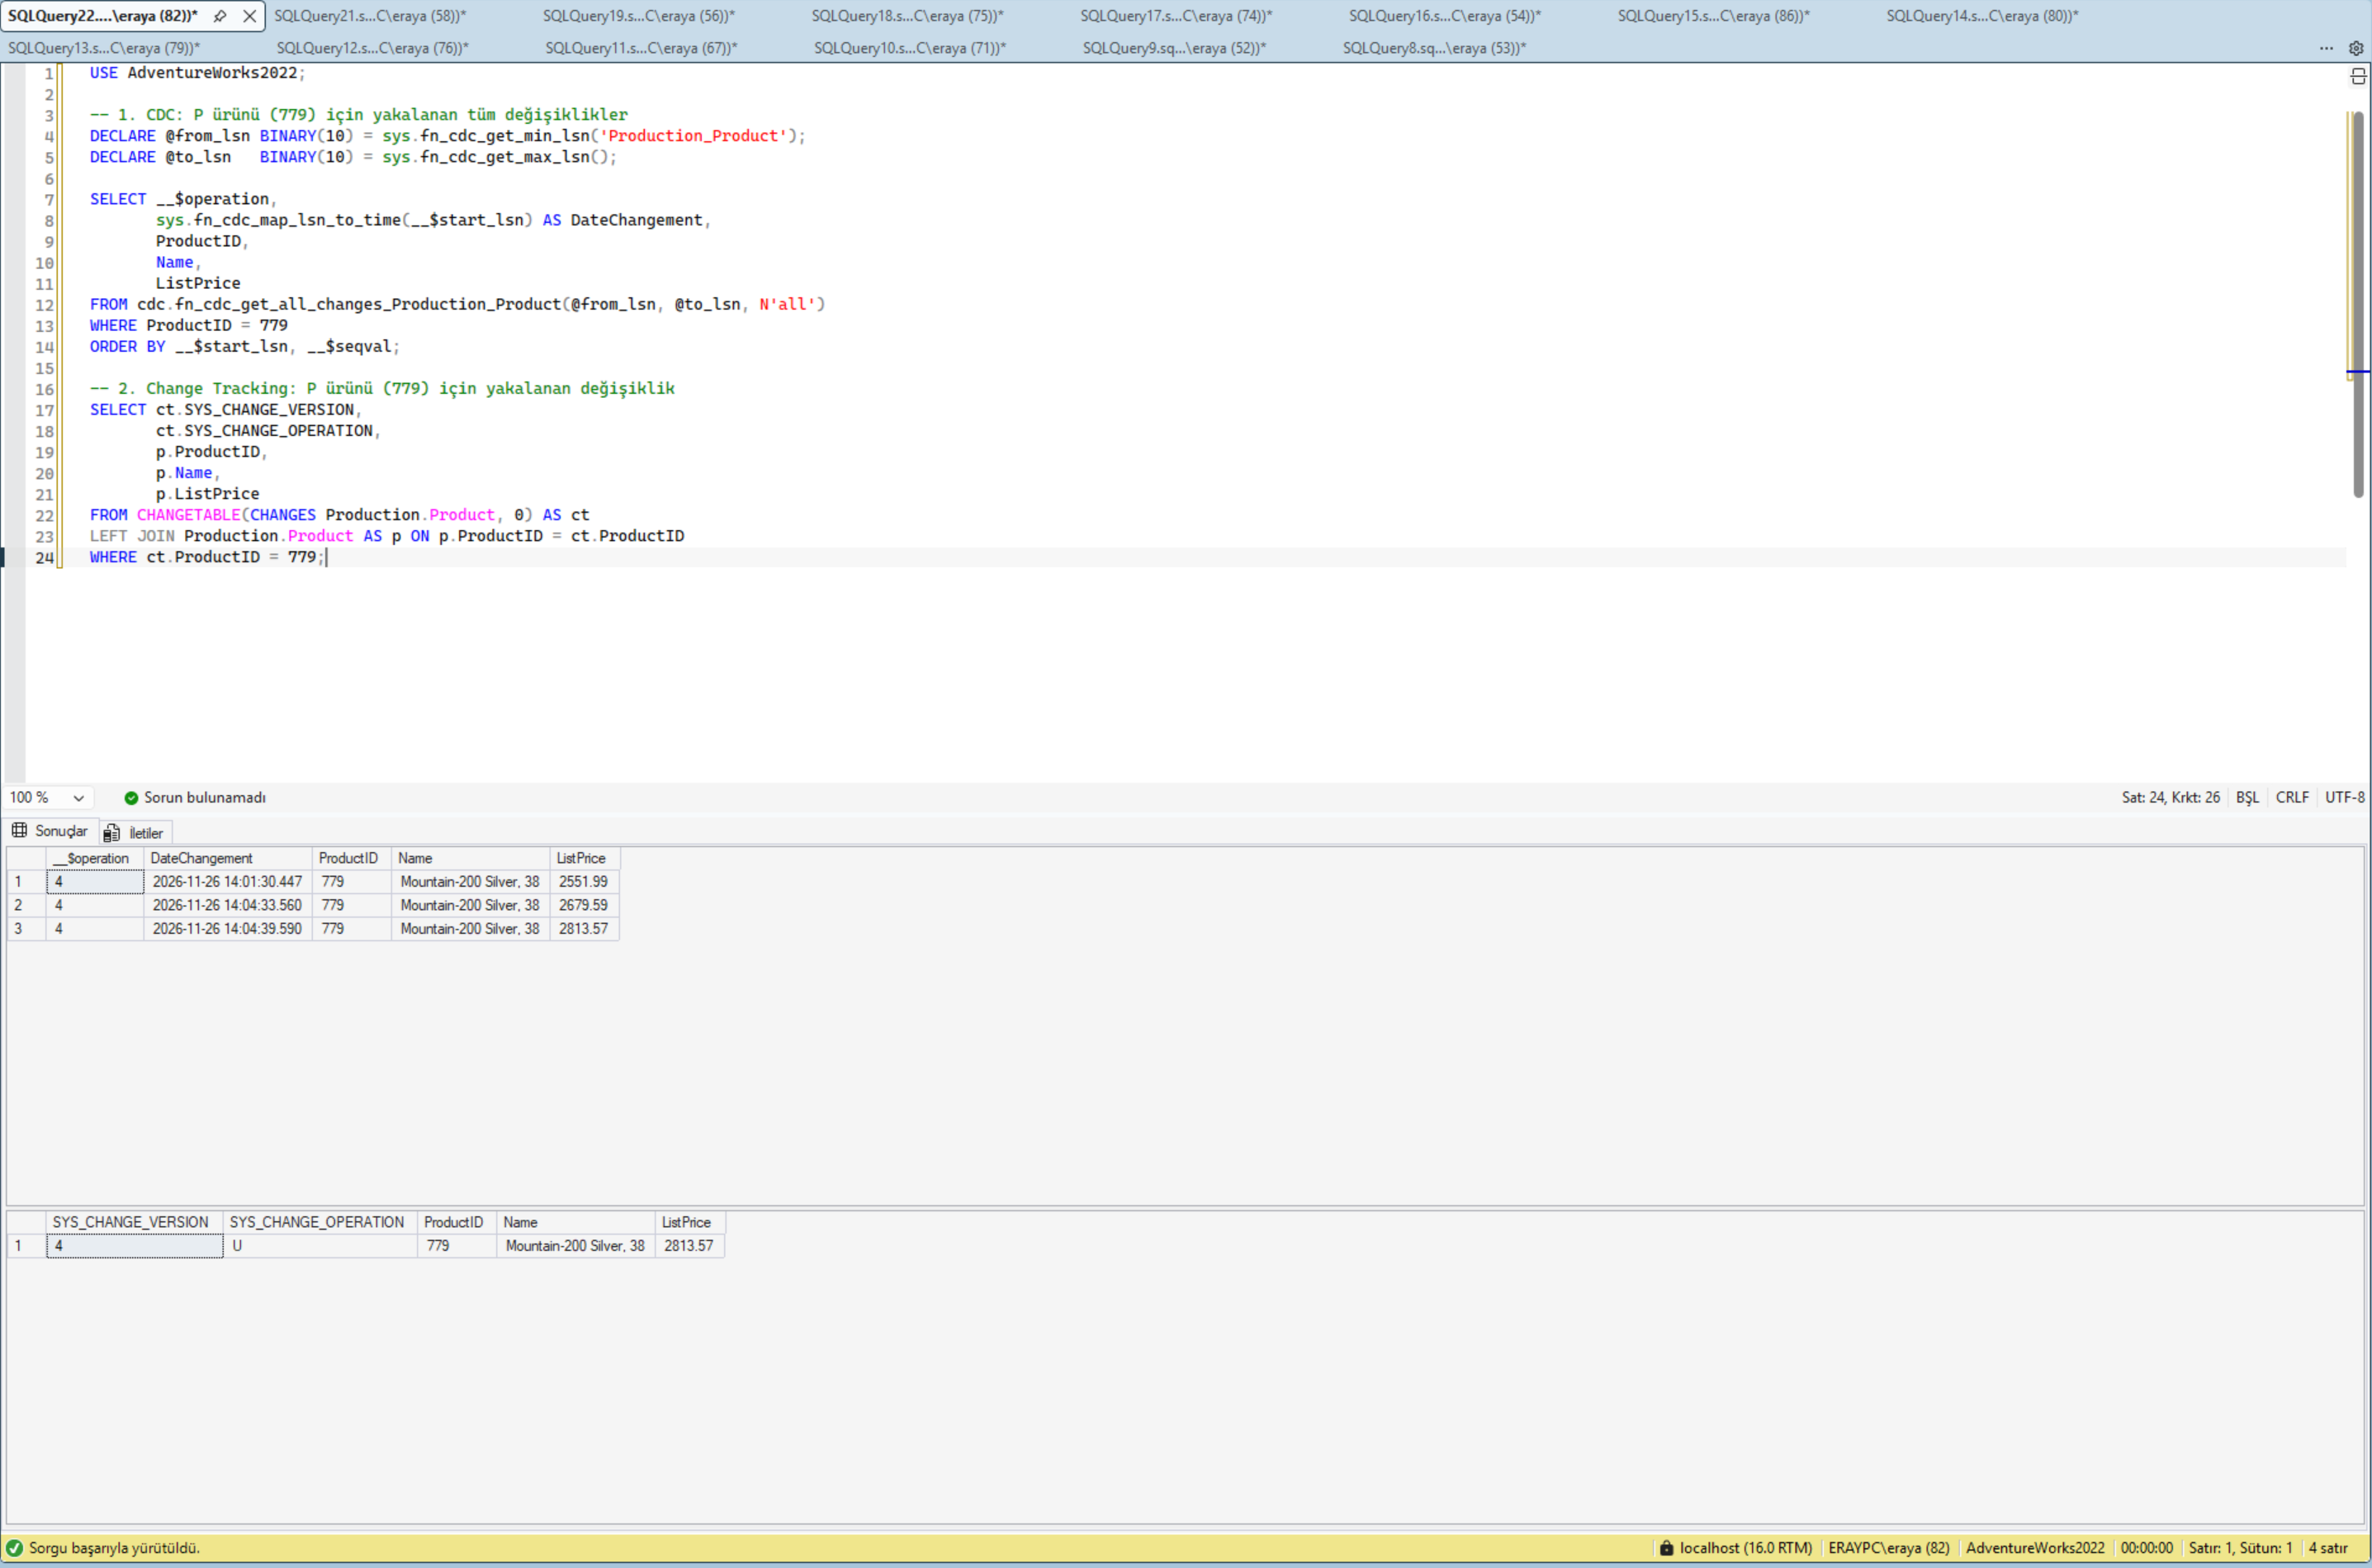 SQLQuery22....\eraya (82))* SQLQuery21.s...C\eraya (58))* SQLQuery19.s...C\eraya (56))* SQLQuery18.s...C\eraya (75))* SQLQuery17.s...C\eraya (74))* SQLQuery16.s...C\eraya (54))* SQLQuery15.s...C\eraya (86))* SQLQuery14.s...C\eraya (80))*
SQLQuery13.s...C\eraya (79))* SQLQuery12.s...C\eraya (76))* SQLQuery11.s...C\eraya (67))* SQLQuery10.s...C\eraya (71))* SQLQuery9.sq...\eraya (52))* SQLQuery8.sq...\eraya (53))*
1 USE AdventureWorks2022;
2
3 -- 1. CDC: P ürünü (779) için yakalanan tüm değişiklikler
4 DECLARE @from_lsn BINARY(10) = sys.fn_cdc_get_min_lsn('Production_Product');
5 DECLARE @to_lsn   BINARY(10) = sys.fn_cdc_get_max_lsn();
6
7 SELECT __$operation,
8        sys.fn_cdc_map_lsn_to_time(__$start_lsn) AS DateChangement,
9        ProductID,
10        Name,
11        ListPrice
12 FROM cdc.fn_cdc_get_all_changes_Production_Product(@from_lsn, @to_lsn, N'all')
13 WHERE ProductID = 779
14 ORDER BY __$start_lsn, __$seqval;
15
16 -- 2. Change Tracking: P ürünü (779) için yakalanan değişiklik
17 SELECT ct.SYS_CHANGE_VERSION,
18        ct.SYS_CHANGE_OPERATION,
19        p.ProductID,
20        p.Name,
21        p.ListPrice
22 FROM CHANGETABLE(CHANGES Production.Product, 0) AS ct
23 LEFT JOIN Production.Product AS p ON p.ProductID = ct.ProductID
24 WHERE ct.ProductID = 779;
100 % Sorun bulunamadı Sat: 24, Krkt: 26 BŞL CRLF UTF-8
Sonuçlar İletiler
__$operation DateChangement ProductID Name ListPrice
1 4 2026-11-26 14:01:30.447 779 Mountain-200 Silver, 38 2551.99
2 4 2026-11-26 14:04:33.560 779 Mountain-200 Silver, 38 2679.59
3 4 2026-11-26 14:04:39.590 779 Mountain-200 Silver, 38 2813.57
SYS_CHANGE_VERSION SYS_CHANGE_OPERATION ProductID Name ListPrice
1 4 U 779 Mountain-200 Silver, 38 2813.57
Sorgu başarıyla yürütüldü. localhost (16.0 RTM) ERAYPC\eraya (82) AdventureWorks2022 00:00:00 Satır: 1, Sütun: 1 4 satır